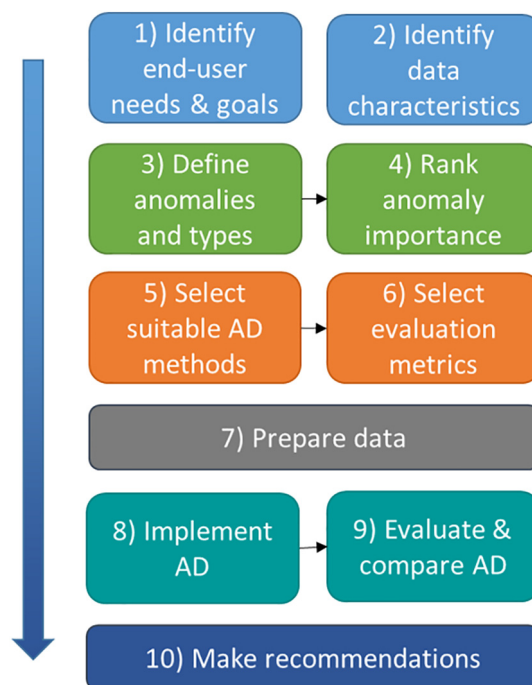 1) Identify
end-user
needs & goals
2) Identify
data
characteristics
3) Define
anomalies
and types
4) Rank
anomaly
importance
5) Select
suitable AD
methods
6) Select
evaluation
metrics
7) Prepare data
8) Implement
AD
9) Evaluate &
compare AD
10) Make recommendations